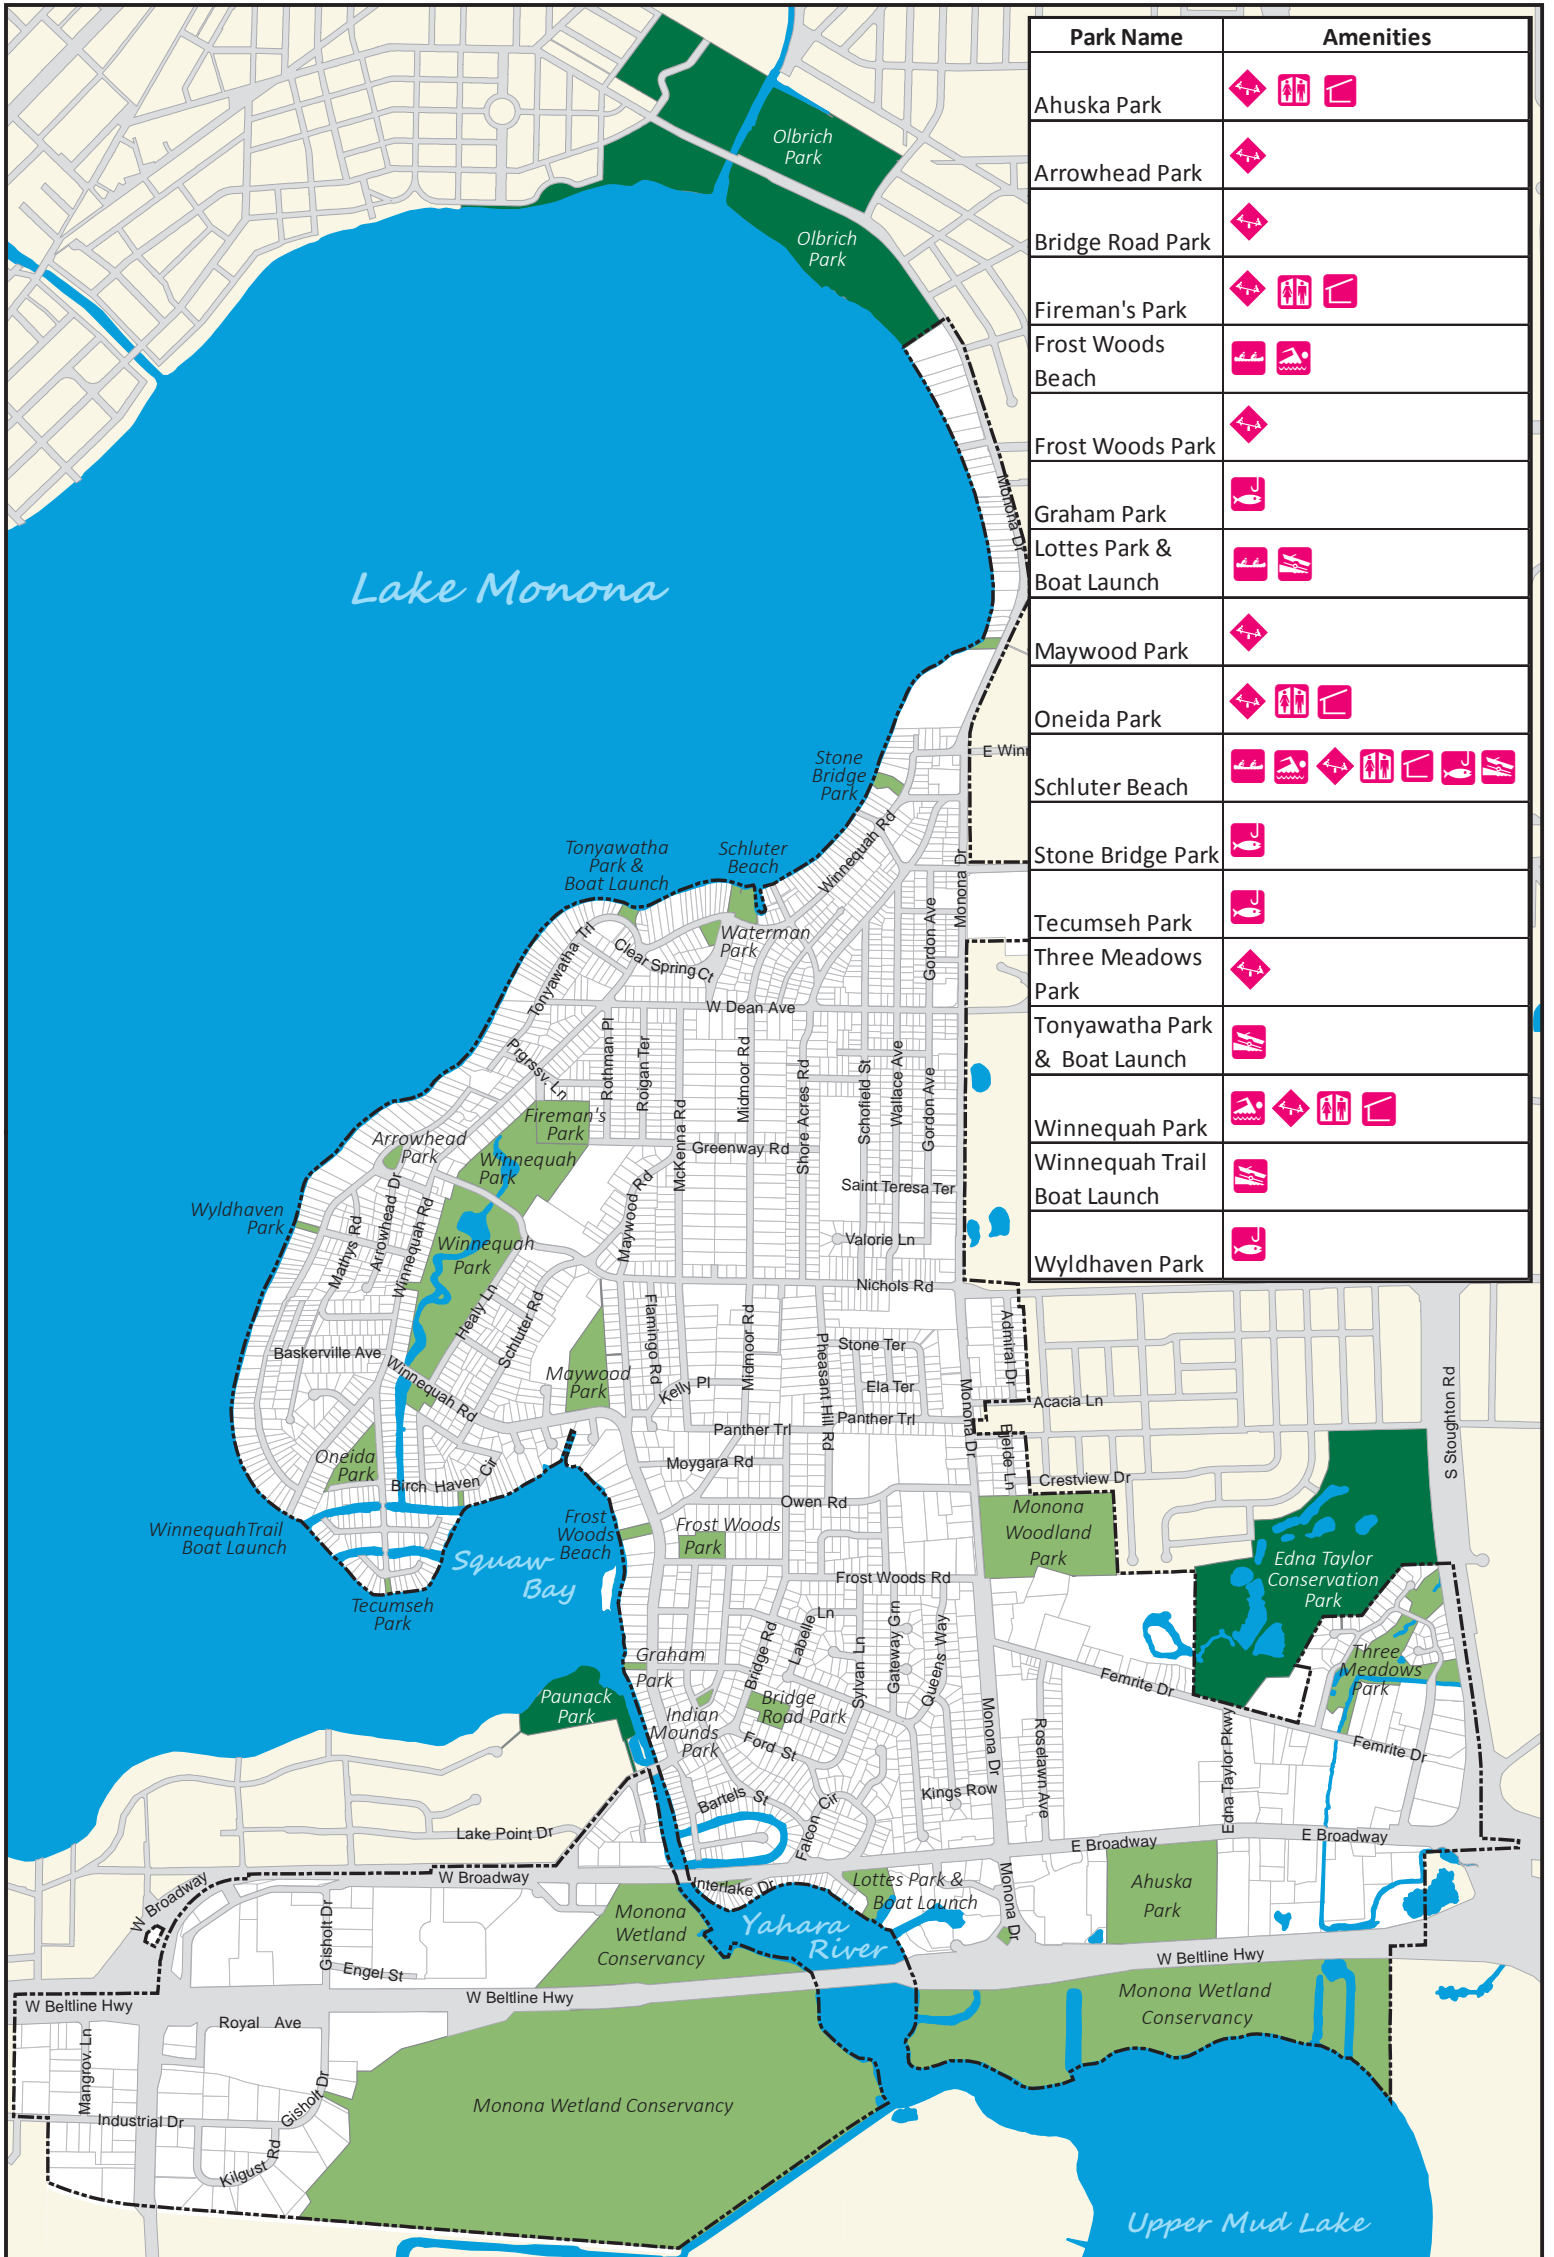 Park Name
Amenities
Ahuska Park
Arrowhead Park
Bridge Road Park
Fireman's Park
Frost Woods
Beach
Frost Woods Park
Graham Park
Lottes Park &
Boat Launch
Maywood Park
Oneida Park
Schluter Beach
Stone Bridge Park
Tecumseh Park
Three Meadows
Park
Tonyawatha Park
& Boat Launch
Winnequah Park
Winnequah Trail
Boat Launch
Wyldhaven Park
Olbrich
Park
Olbrich
Park
Monona Dr
Lake Monona
E Winn
Stone
Bridge
Park
Winnequah Rd
Monona Dr
Tonyawatha
Park &
Boat Launch
Schluter
Beach
Waterman
Park
Gordon Ave
Tonyawatha Trl
Clear Spring Ct
W Dean Ave
Prgrssv. Ln
Rothman Pl
Roigan Ter
McKenna Rd
Midmoor Rd
Shore Acres Rd
Schofield St
Wallace Ave
Gordon Ave
Fireman's
Park
Arrowhead
Park
Winnequah
Park
Greenway Rd
Maywood Rd
Saint Teresa Ter
Wyldhaven
Park
Mathys Rd
Arrowhead Dr
Winnequah Rd
Winnequah
Park
Valorie Ln
Nichols Rd
Healy Ln
Schluter Rd
Flamingo Rd
Midmoor Rd
Pheasant Hill Rd
Stone Ter
Admiral Dr
Baskerville Ave
Winnequah Rd
Maywood
Park
Kelly Pl
Ela Ter
Monona Dr
Acacia Ln
S Stoughton Rd
Panther Trl
Panther Trl
Oneida
Park
Birch Haven Cir
Moygara Rd
Bjelde Ln
Crestview Dr
Owen Rd
Monona
Woodland
Park
Winnequah Trail
Boat Launch
Frost
Woods
Beach
Frost Woods
Park
Squaw
Bay
Edna Taylor
Conservation
Park
Frost Woods Rd
Tecumseh
Park
Labelle Ln
Bridge Rd
Sylvan Ln
Gateway Grn
Queens Way
Graham
Park
Three
Meadows
Park
Femrite Dr
Paunack
Park
Indian
Mounds
Park
Bridge
Road Park
Ford St
Monona Dr
Roselawn Ave
Edna Taylor Pkwy
Femrite Dr
Bartels St
Falcon Cir
Kings Row
Lake Point Dr
E Broadway
E Broadway
W Broadway
W Broadway
Interlake Dr
Lottes Park &
Boat Launch
Monona Dr
Ahuska
Park
Gisholt Dr
Monona
Wetland
Conservancy
Yahara
River
Engel St
W Beltline Hwy
W Beltline Hwy
W Beltline Hwy
Monona Wetland
Conservancy
Royal Ave
Mangrov. Ln
Gisholt Dr
Monona Wetland Conservancy
Industrial Dr
Kilgust Rd
Upper Mud Lake